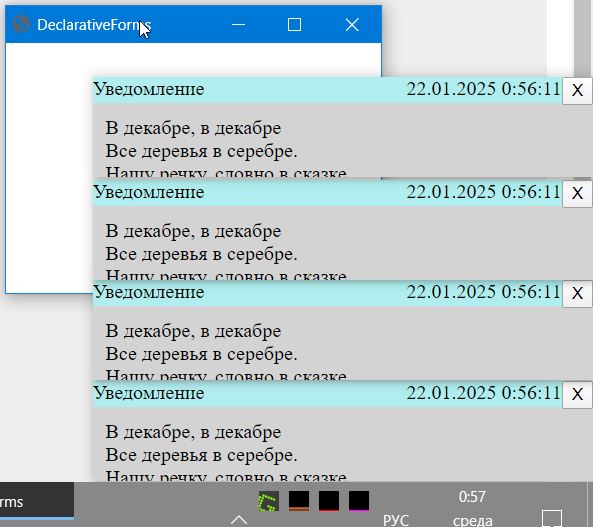 DeclarativeForms
Уведомление 22.01.2025 0:56:11 X
В декабре, в декабре
Все деревья в серебре.
Нашу речку, словно в сказке
Уведомление 22.01.2025 0:56:11 X
В декабре, в декабре
Все деревья в серебре.
Нашу речку, словно в сказке
Уведомление 22.01.2025 0:56:11 X
В декабре, в декабре
Все деревья в серебре.
Нашу речку, словно в сказке
Уведомление 22.01.2025 0:56:11 X
В декабре, в декабре
Все деревья в серебре.
Нашу речку, словно в сказке
rms
0:57
РУС
среда